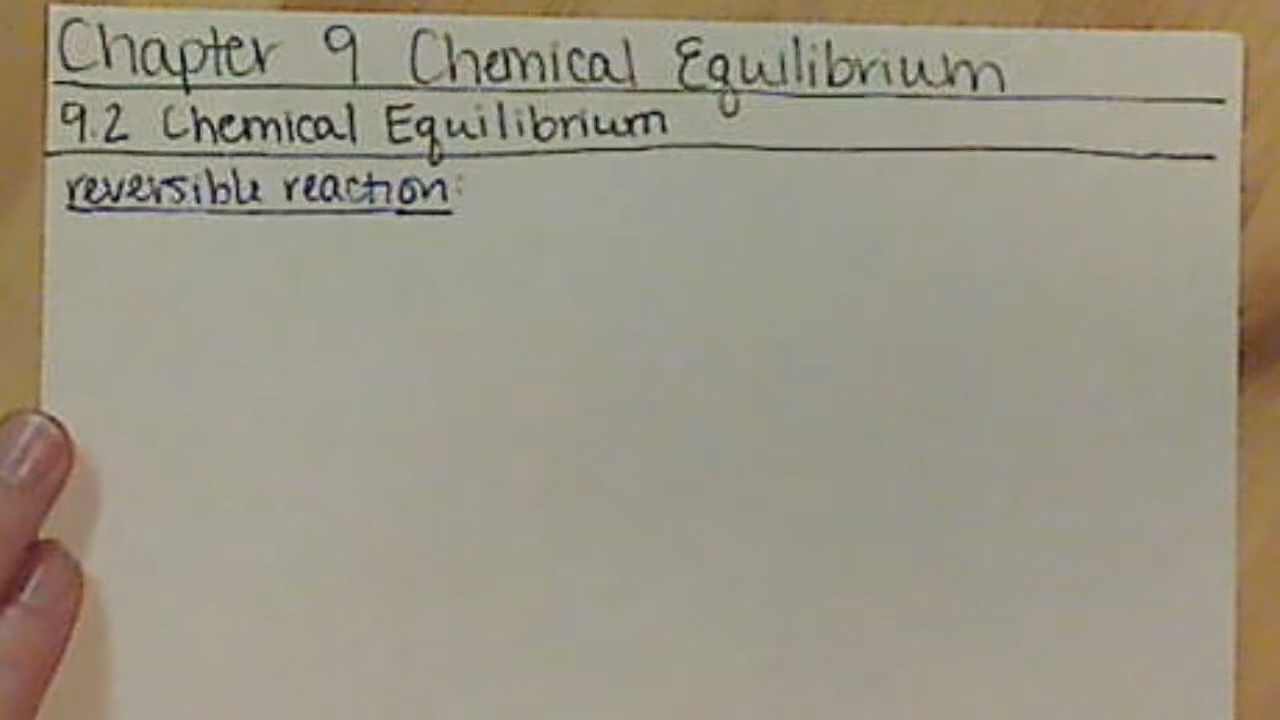 Chapter 9 Chemical Equilibrium
9.2 Chemical Equilibrium
reversible reaction: